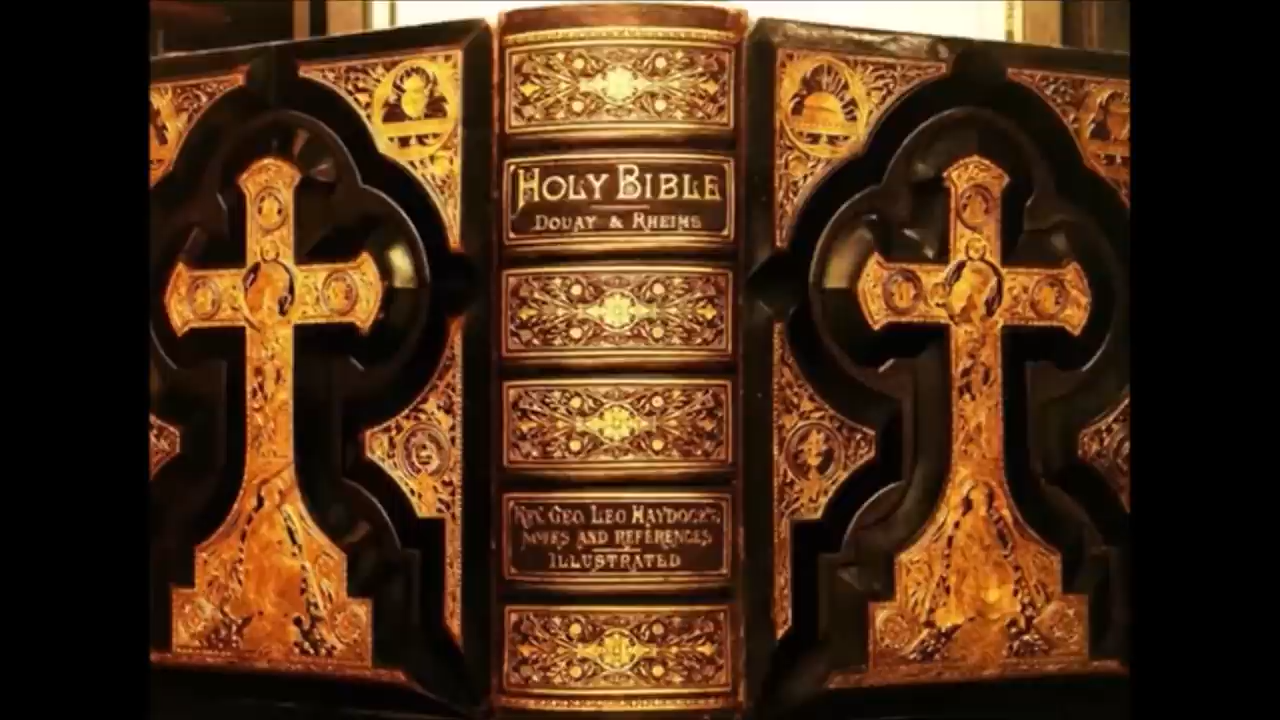 HOLY BIBLE
DOUAY & RHEIMS
REV. GEO. LEO HAYDOCK'S
NOTES AND REFERENCES
ILLUSTRATED